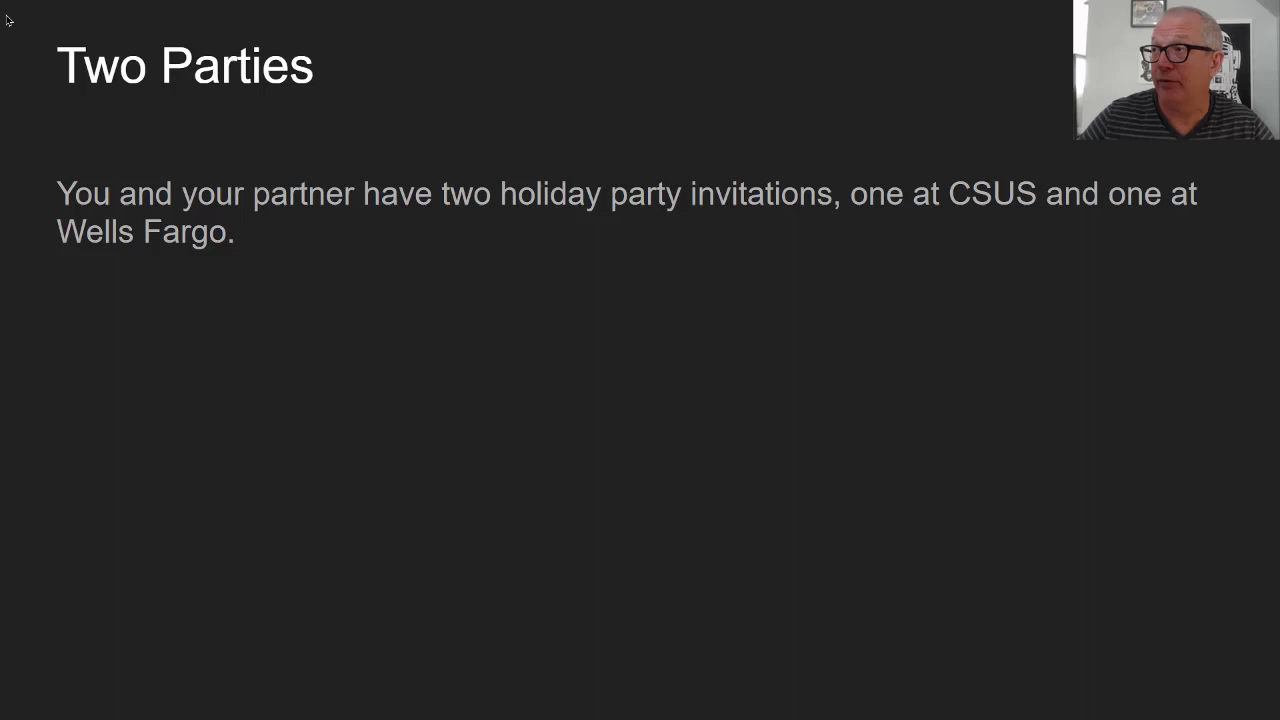 Two Parties
You and your partner have two holiday party invitations, one at CSUS and one at
Wells Fargo.